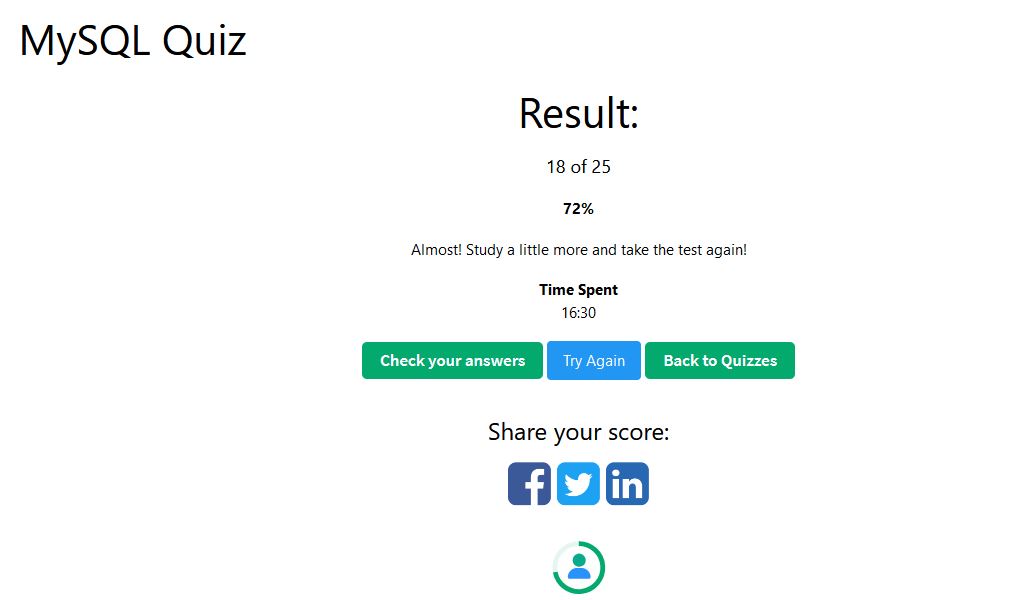 MySQL Quiz
Result:
18 of 25
72%
Almost! Study a little more and take the test again!
Time Spent
16:30
Check your answers Try Again Back to Quizzes
Share your score:
f in